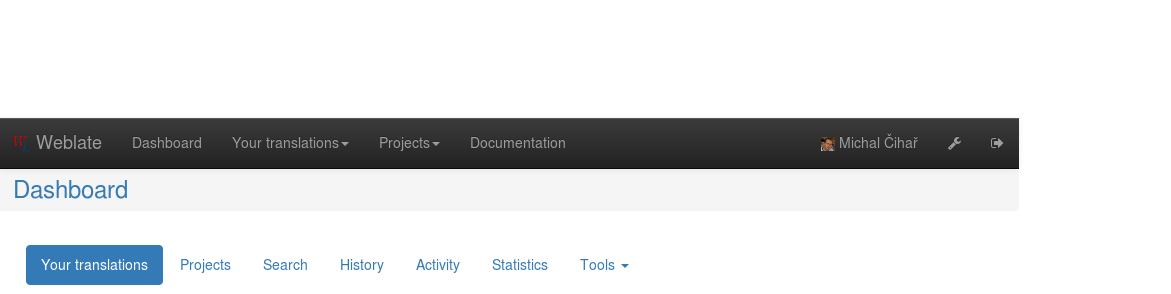 Weblate Dashboard Your translations Projects Documentation Michal Čihař
Dashboard
Your translations Projects Search History Activity Statistics Tools